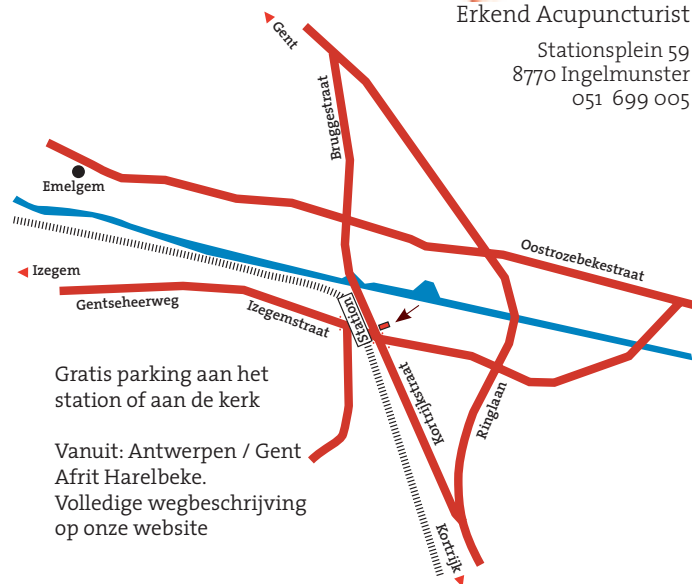 Erkend Acupuncturist
Stationsplein 59
8770 Ingelmunster
051 699 005
Gent
Bruggestraat
Emelgem
Oostrozebekestraat
Izegem
Gentseheerweg
Izegemstraat
Station
Kortrijkstraat
Ringlaan
Gratis parking aan het
station of aan de kerk
Vanuit: Antwerpen / Gent
Afrit Harelbeke.
Volledige wegbeschrijving
op onze website
Kortrijk